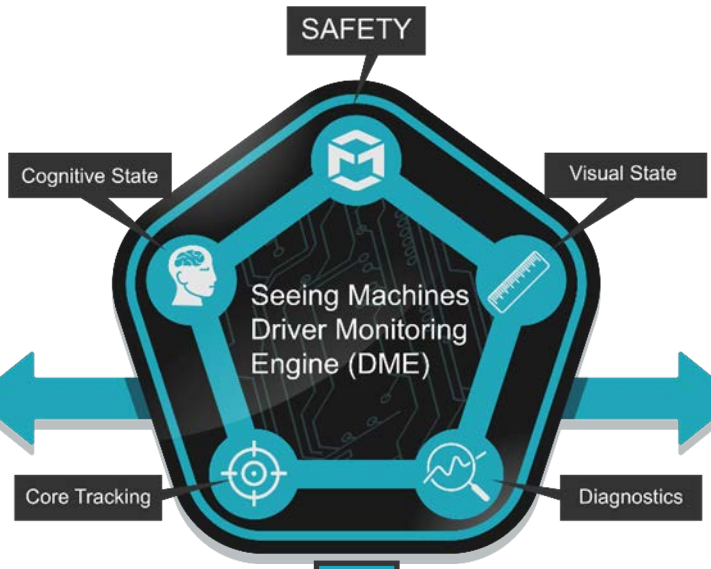 SAFETY
Cognitive State
Visual State
Seeing Machines
Driver Monitoring
Engine (DME)
Core Tracking
Diagnostics